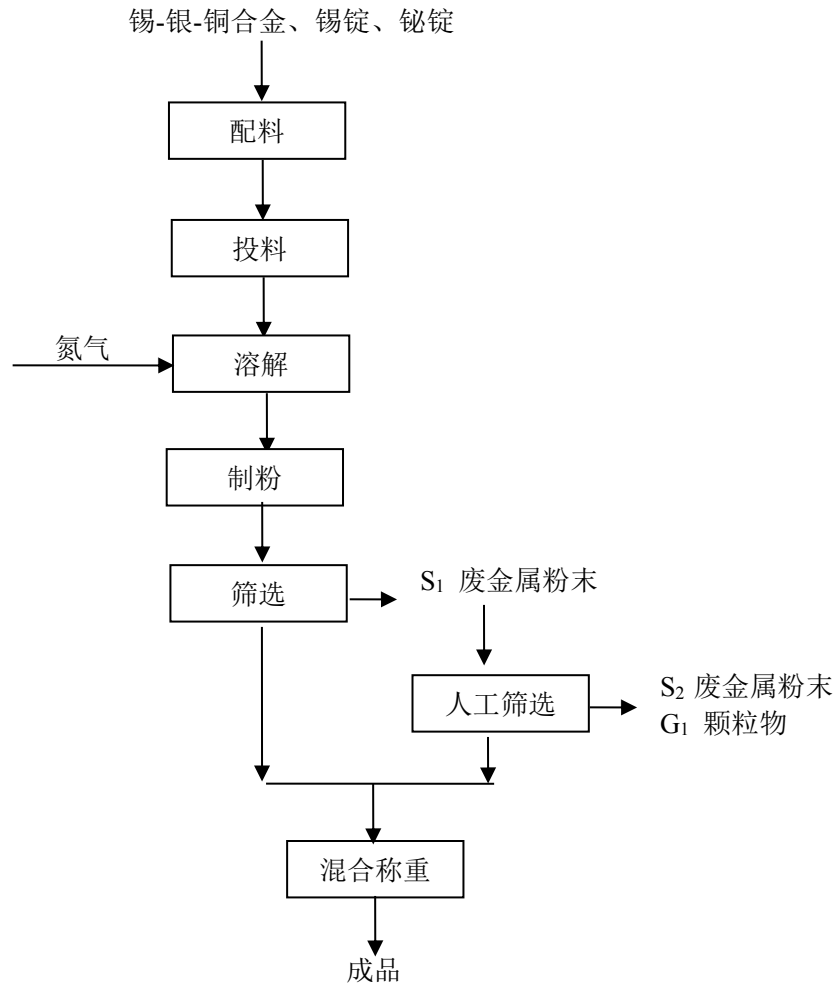 锡-银-铜合金、锡锭、铋锭
配料
投料
氮气
溶解
制粉
筛选
S₁ 废金属粉末
人工筛选
S₂ 废金属粉末
G₁ 颗粒物
混合称重
成品